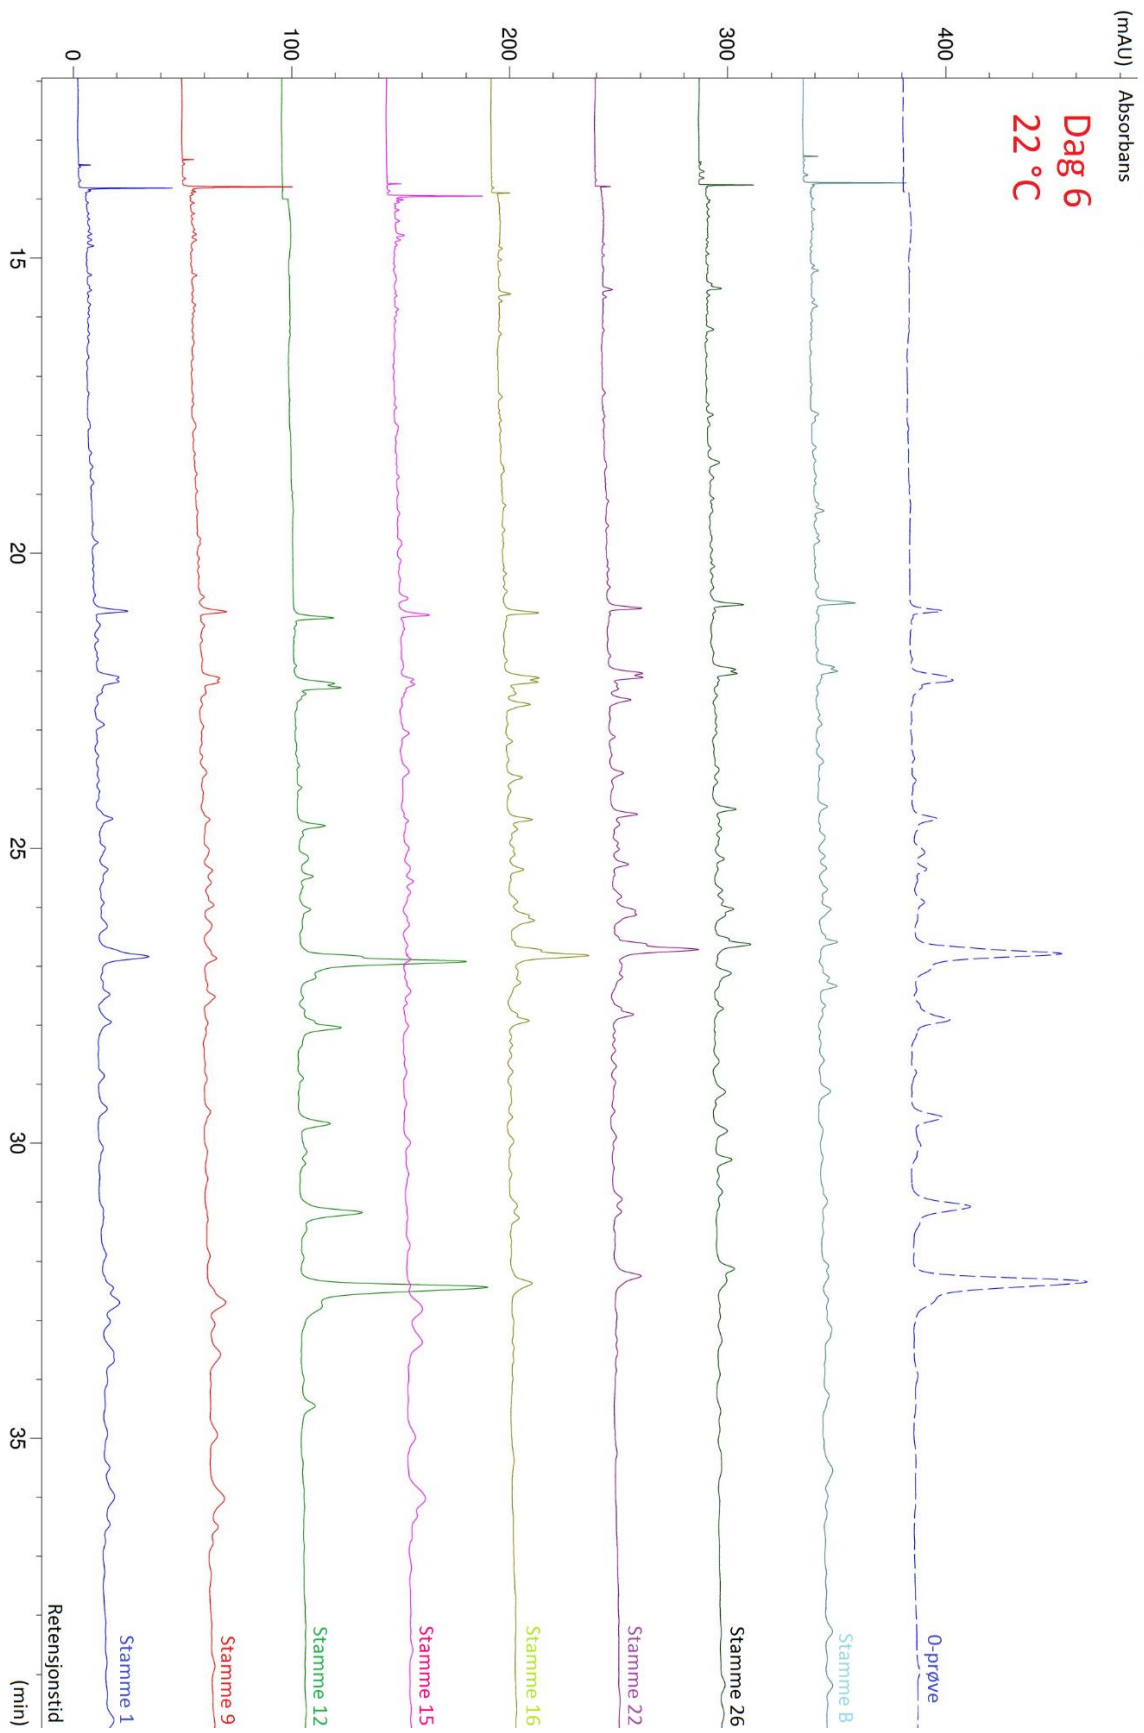 Absorbans
(mAU)
Dag 6
22 °C
400
300
200
100
0
0-prøve
Stamme B
Stamme 26
Stamme 22
Stamme 16
Stamme 15
Stamme 12
Stamme 9
Stamme 1
15
20
25
30
35
Retensjonstid
(min)